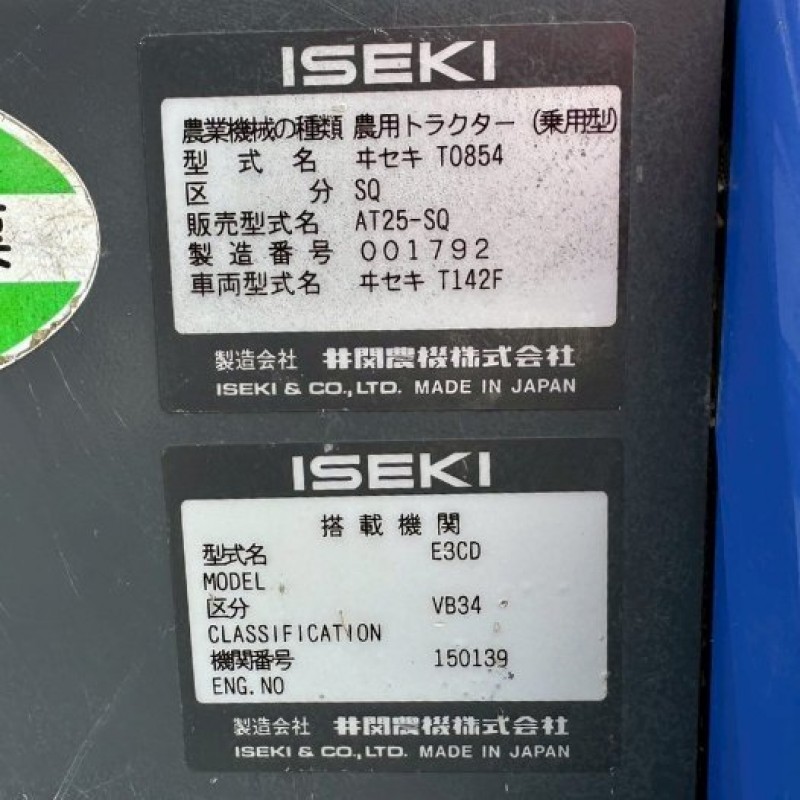 ISEKI
農業機械の種類 農用トラクター (乗用型)
型式名 ヰセキ T0854
区分 SQ
販売型式名 AT25-SQ
製造番号 001792
車両型式名 ヰセキ T142F
製造会社 井関農機株式会社
ISEKI & CO.,LTD. MADE IN JAPAN
ISEKI
搭載機関
型式名 E3CD
MODEL
区分 VB34
CLASSIFICATION
機関番号 150139
ENG.NO
製造会社 井関農機株式会社
ISEKI & CO.,LTD. MADE IN JAPAN